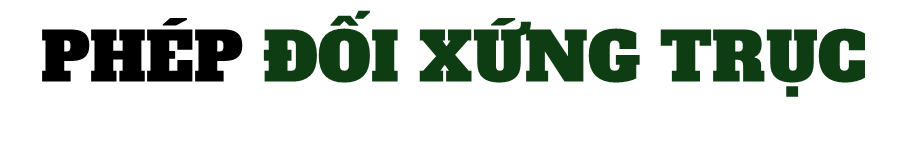 PHÉP ĐỐI XỨNG TRỤC